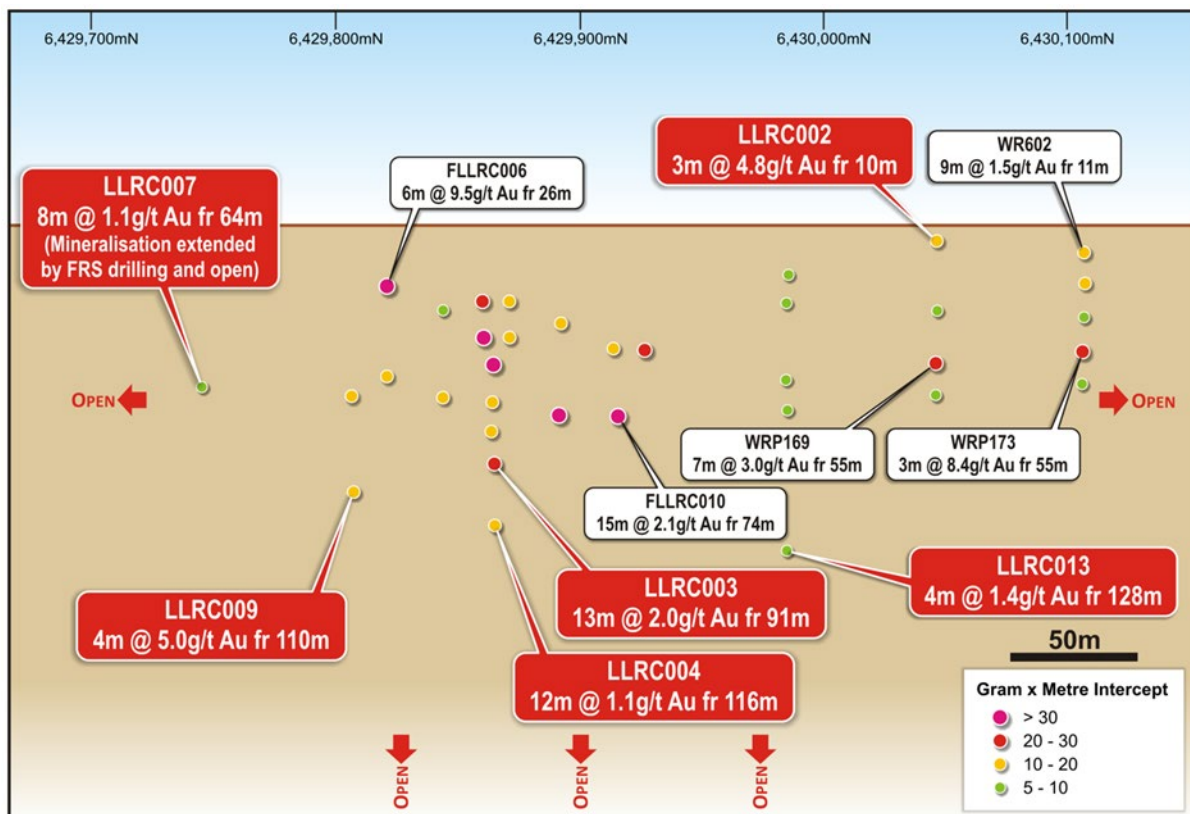 6,429,700mN
6,429,800mN
6,429,900mN
6,430,000mN
6,430,100mN
LLRC007
8m @ 1.1g/t Au fr 64m
(Mineralisation extended
by FRS drilling and open)
FLLRC006
6m @ 9.5g/t Au fr 26m
LLRC002
3m @ 4.8g/t Au fr 10m
WR602
9m @ 1.5g/t Au fr 11m
OPEN
OPEN
WRP169
7m @ 3.0g/t Au fr 55m
WRP173
3m @ 8.4g/t Au fr 55m
FLLRC010
15m @ 2.1g/t Au fr 74m
LLRC009
4m @ 5.0g/t Au fr 110m
LLRC003
13m @ 2.0g/t Au fr 91m
LLRC013
4m @ 1.4g/t Au fr 128m
LLRC004
12m @ 1.1g/t Au fr 116m
50m
Gram x Metre Intercept
> 30
20 - 30
10 - 20
5 - 10
OPEN
OPEN
OPEN